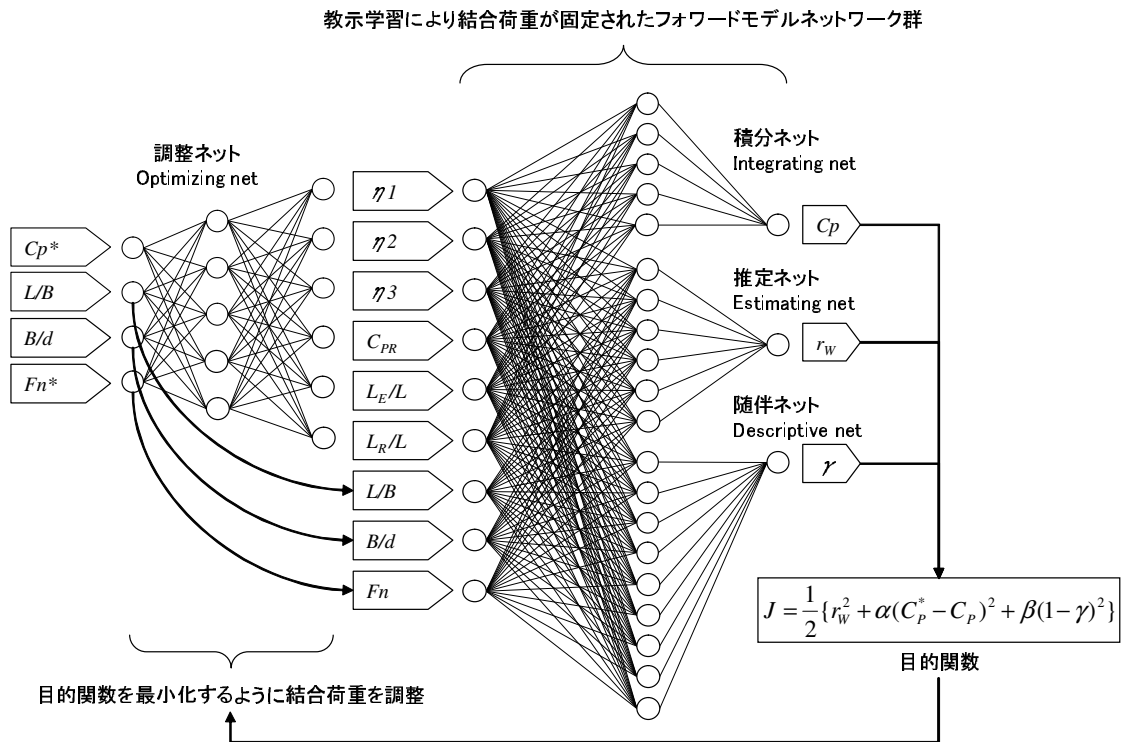 教示学習により結合荷重が固定されたフォワードモデルネットワーク群
調整ネット
Optimizing net
Cp*
L/B
B/d
Fn*
η1
η2
η3
C_PR
L_E/L
L_R/L
L/B
B/d
Fn
積分ネット
Integrating net
Cp
推定ネット
Estimating net
r_W
随伴ネット
Descriptive net
γ
J = 1/2 {r_W^2 + α(C_P^* − C_P)^2 + β(1−γ)^2}
目的関数
目的関数を最小化するように結合荷重を調整